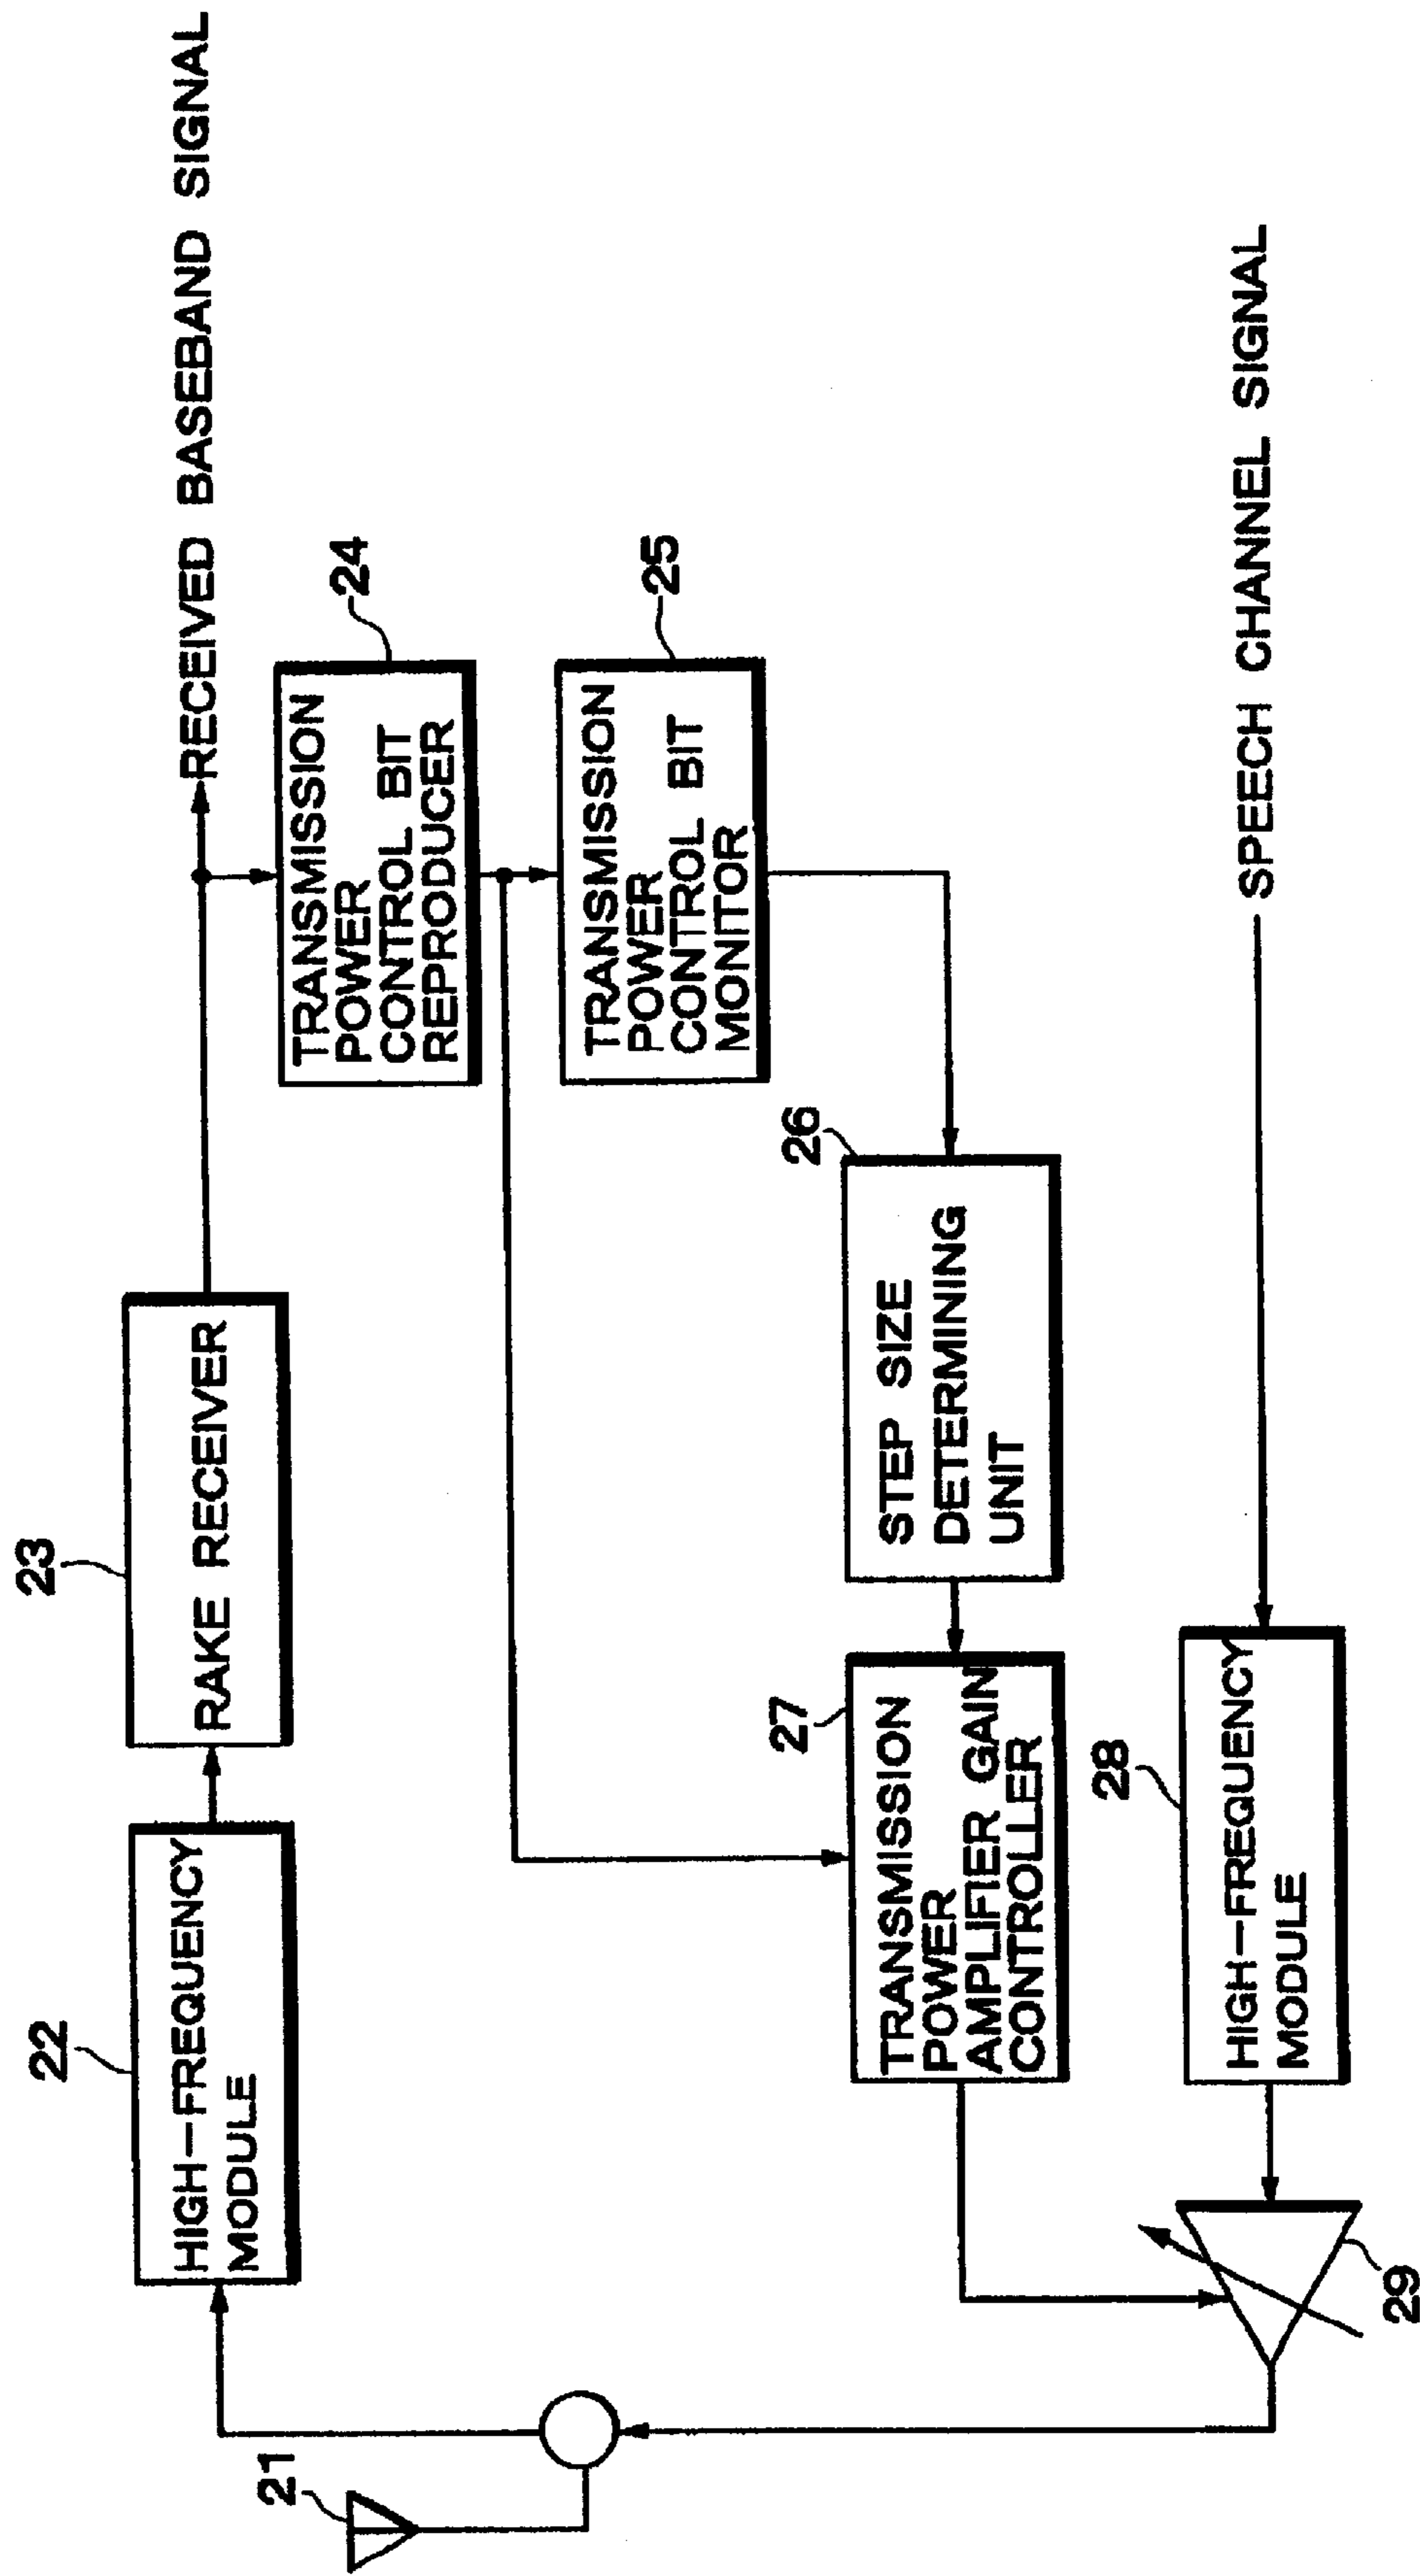 21
22
HIGH-FREQUENCY
MODULE
23
RAKE RECEIVER
RECEIVED BASEBAND SIGNAL
24
TRANSMISSION
POWER
CONTROL BIT
REPRODUCER
25
TRANSMISSION
POWER
CONTROL BIT
MONITOR
26
STEP SIZE
DETERMINING
UNIT
27
TRANSMISSION
POWER
AMPLIFIER GAIN
CONTROLLER
28
HIGH-FREQUENCY
MODULE
SPEECH CHANNEL SIGNAL
29